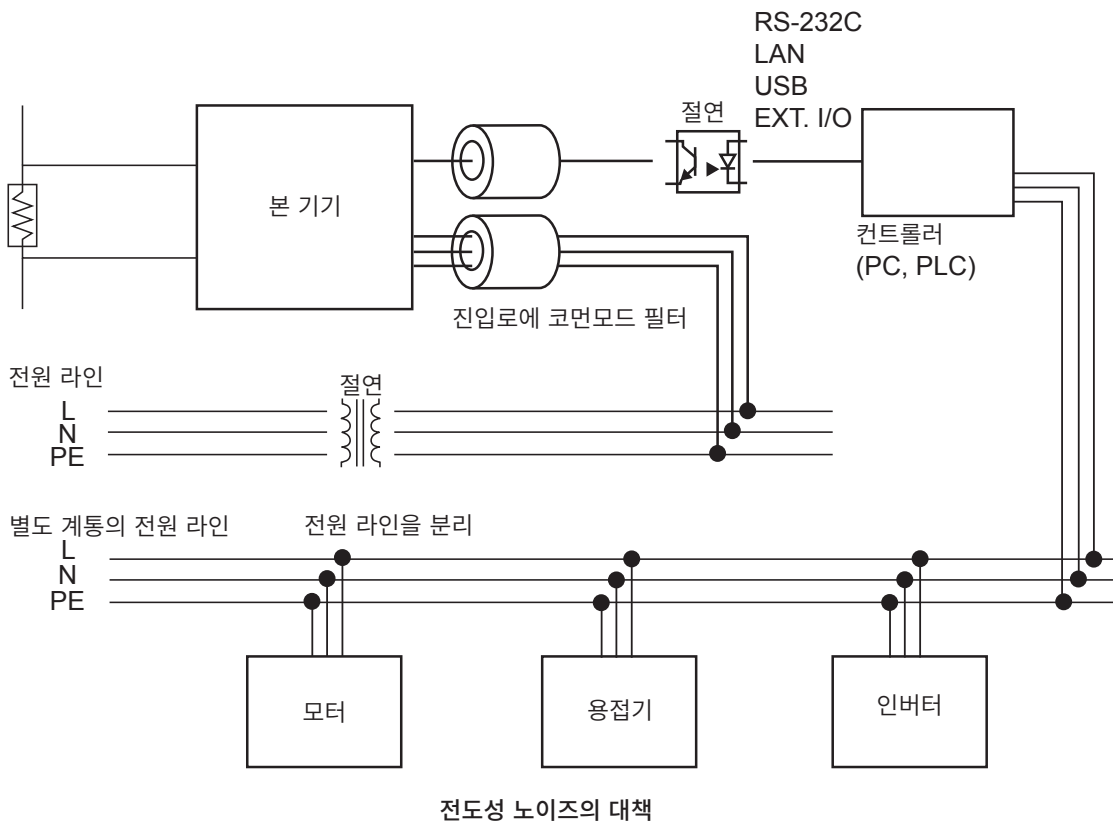 RS-232C
LAN
USB
EXT. I/O
절연
본 기기
컨트롤러
(PC, PLC)
진입로에 코먼모드 필터
전원 라인
절연
L
N
PE
별도 계통의 전원 라인
전원 라인을 분리
L
N
PE
모터
용접기
인버터
전도성 노이즈의 대책